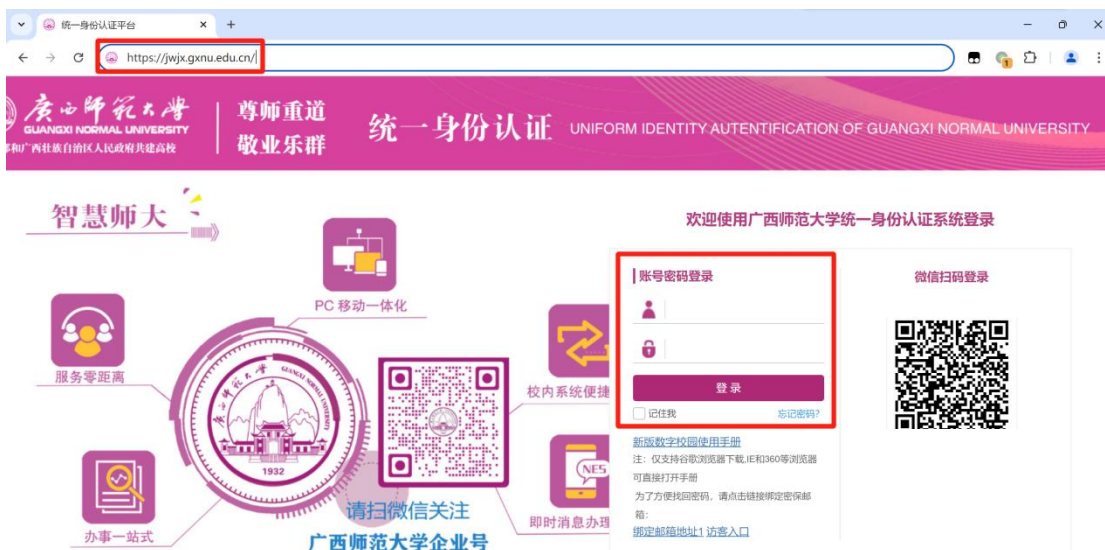 统一身份认证平台
https://jwjx.gxnu.edu.cn/
广西师范大学
GUANGXI NORMAL UNIVERSITY
部和广西壮族自治区人民政府共建高校
尊师重道
敬业乐群
统一身份认证
UNIFORM IDENTITY AUTENTIFICATION OF GUANGXI NORMAL UNIVERSITY
智慧师大
PC 移动一体化
服务零距离
校内系统便捷
办事一站式
1932
GUANGXI NORMAL UNIVERSITY
NES
请扫微信关注
广西师范大学企业号
即时消息办理
欢迎使用广西师范大学统一身份认证系统登录
账号密码登录
登 录
记住我
忘记密码?
新版数字校园使用手册
注：仅支持谷歌浏览器下载,IE和360等浏览器
可直接打开手册
为了方便找回密码，请点击链接绑定密保邮
箱：
绑定邮箱地址1 访客入口
微信扫码登录